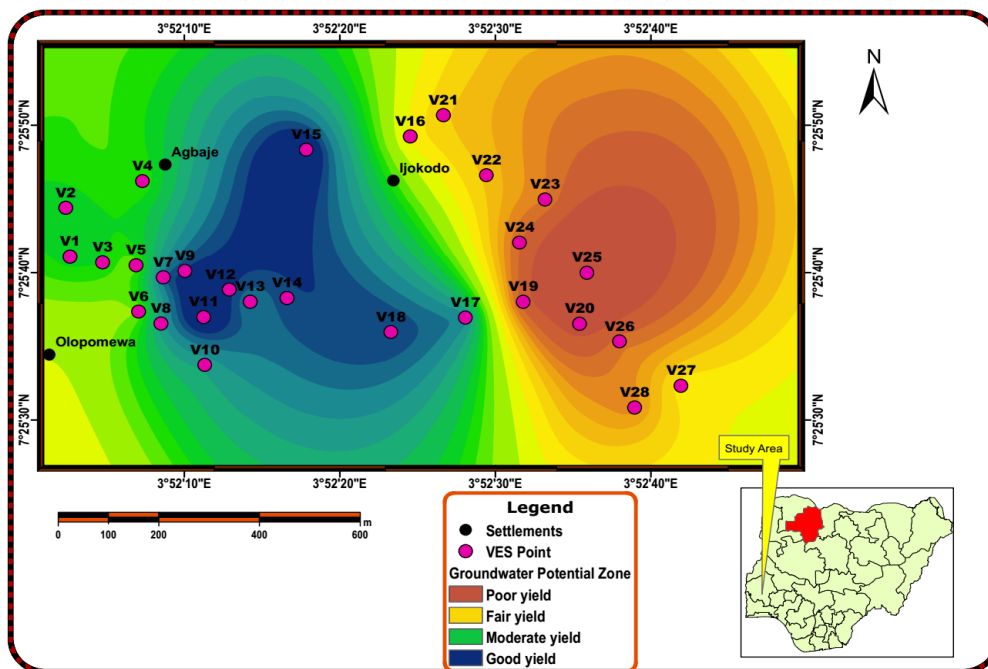 3°52'10"E 3°52'20"E 3°52'30"E 3°52'40"E
N
7°25'50"N 7°25'50"N
V21
V16
V15
Agbaje
V4
Ijokodo
V22
V23
V2
V24
V1 V3 V5 V9
V7
V25
7°25'40"N 7°25'40"N
V12
V13 V14
V19
V6 V8 V11
V17
V18
V20
V26
Olopomewa
V10
V27
V28
7°25'30"N 7°25'30"N
Study Area
3°52'10"E 3°52'20"E 3°52'30"E 3°52'40"E
0 100 200 400 600 m
Legend
Settlements
VES Point
Groundwater Potential Zone
Poor yield
Fair yield
Moderate yield
Good yield